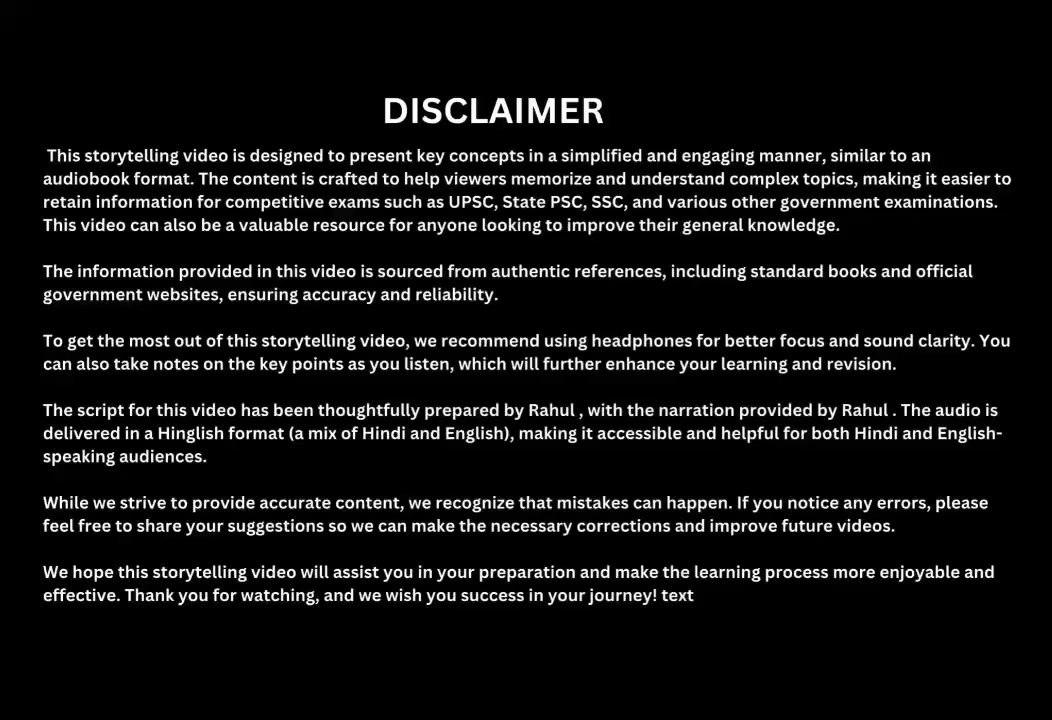 DISCLAIMER
This storytelling video is designed to present key concepts in a simplified and engaging manner, similar to an
audiobook format. The content is crafted to help viewers memorize and understand complex topics, making it easier to
retain information for competitive exams such as UPSC, State PSC, SSC, and various other government examinations.
This video can also be a valuable resource for anyone looking to improve their general knowledge.
The information provided in this video is sourced from authentic references, including standard books and official
government websites, ensuring accuracy and reliability.
To get the most out of this storytelling video, we recommend using headphones for better focus and sound clarity. You
can also take notes on the key points as you listen, which will further enhance your learning and revision.
The script for this video has been thoughtfully prepared by Rahul , with the narration provided by Rahul . The audio is
delivered in a Hinglish format (a mix of Hindi and English), making it accessible and helpful for both Hindi and English-
speaking audiences.
While we strive to provide accurate content, we recognize that mistakes can happen. If you notice any errors, please
feel free to share your suggestions so we can make the necessary corrections and improve future videos.
We hope this storytelling video will assist you in your preparation and make the learning process more enjoyable and
effective. Thank you for watching, and we wish you success in your journey! text